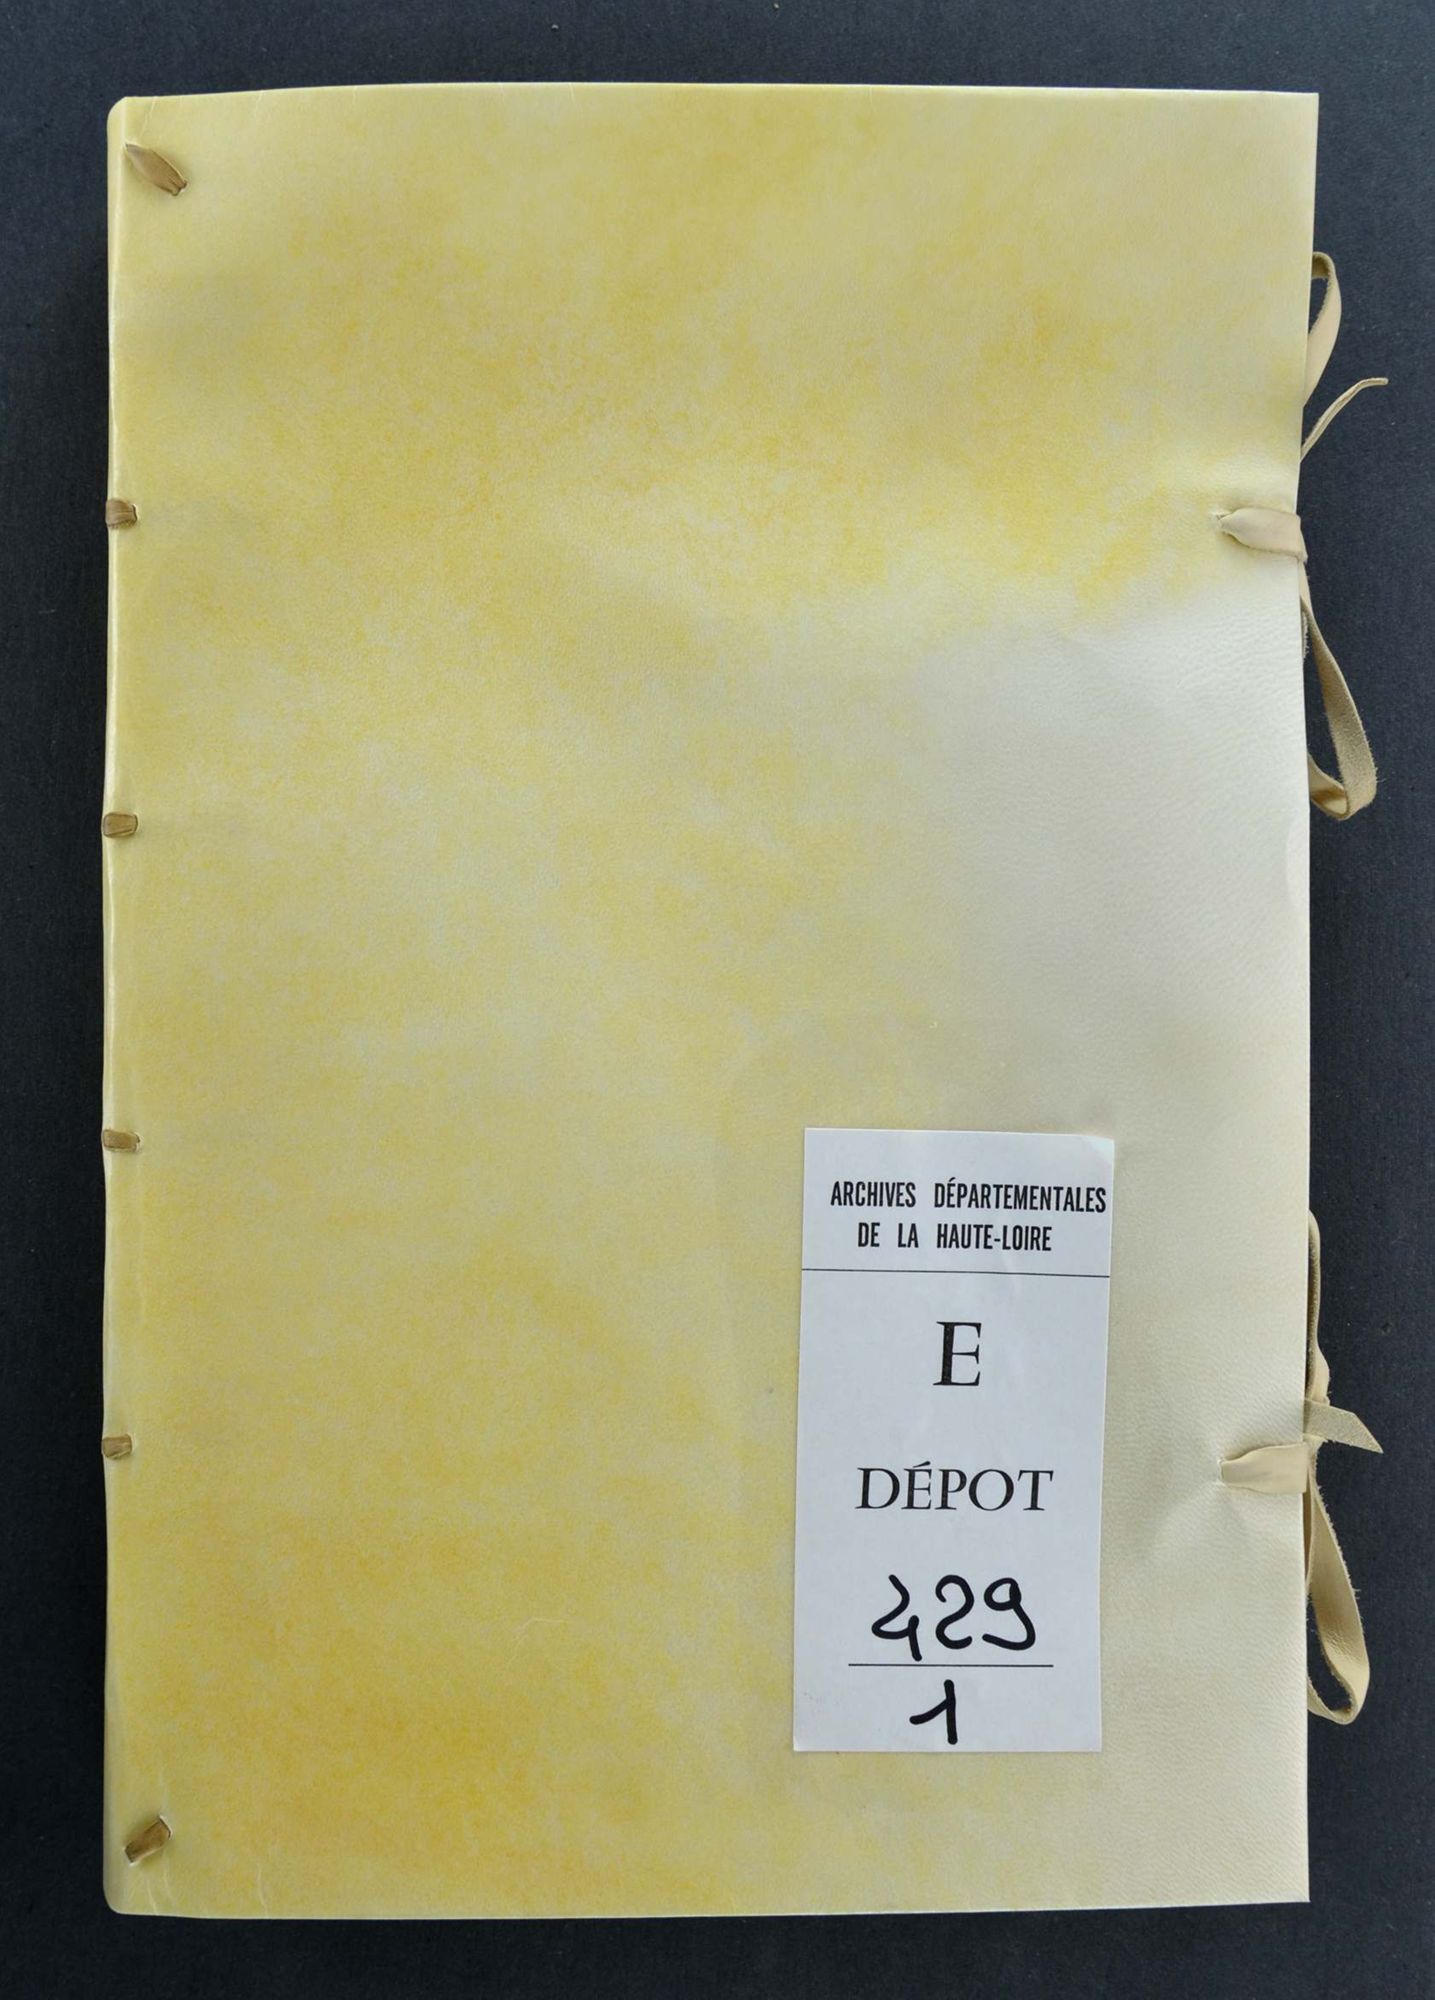 ARCHIVES DÉPARTEMENTALES
DE LA HAUTE-LOIRE
E
DÉPOT
429
1